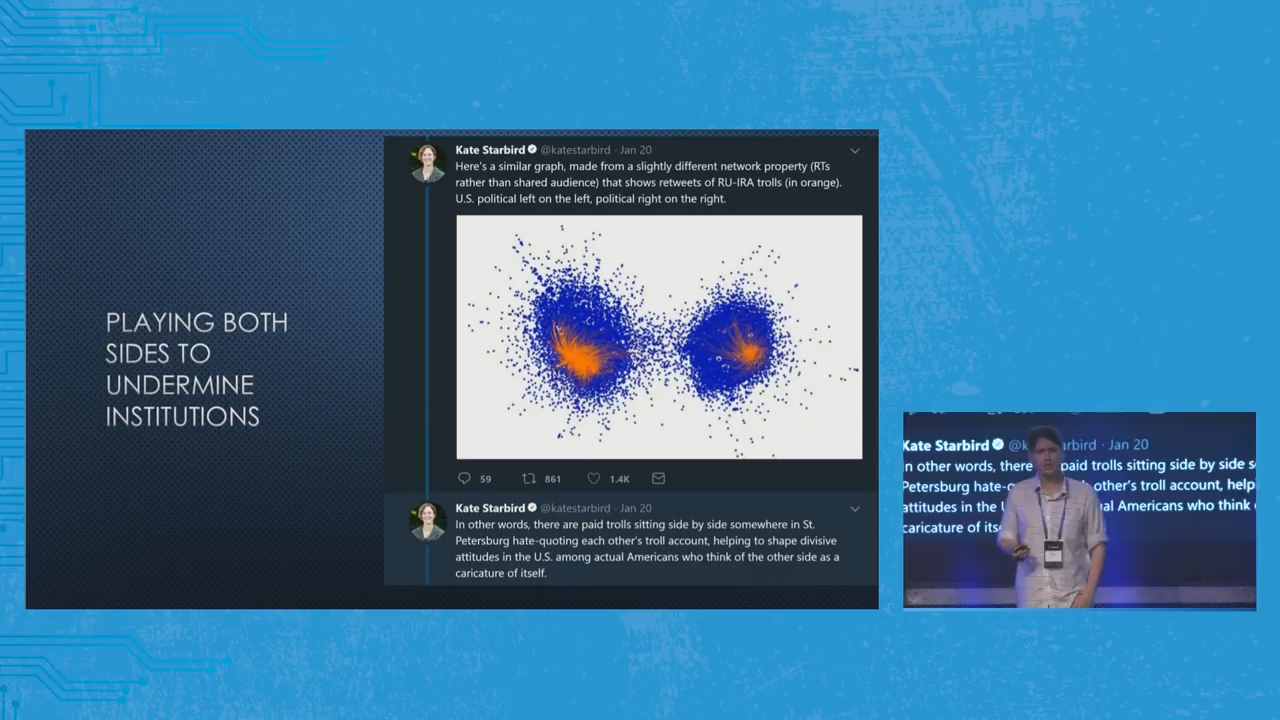 PLAYING BOTH
SIDES TO
UNDERMINE
INSTITUTIONS
Kate Starbird @katestarbird · Jan 20
Here's a similar graph, made from a slightly different network property (RTs
rather than shared audience) that shows retweets of RU-IRA trolls (in orange).
U.S. political left on the left, political right on the right.
59 861 1.4K
Kate Starbird @katestarbird · Jan 20
In other words, there are paid trolls sitting side by side somewhere in St.
Petersburg hate-quoting each other's troll account, helping to shape divisive
attitudes in the U.S. among actual Americans who think of the other side as a
caricature of itself.
Kate Starbird @k arbird · Jan 20
n other words, there paid trolls sitting side by side s
Petersburg hate-q other's troll account, help
attitudes in the U ual Americans who think
caricature of its